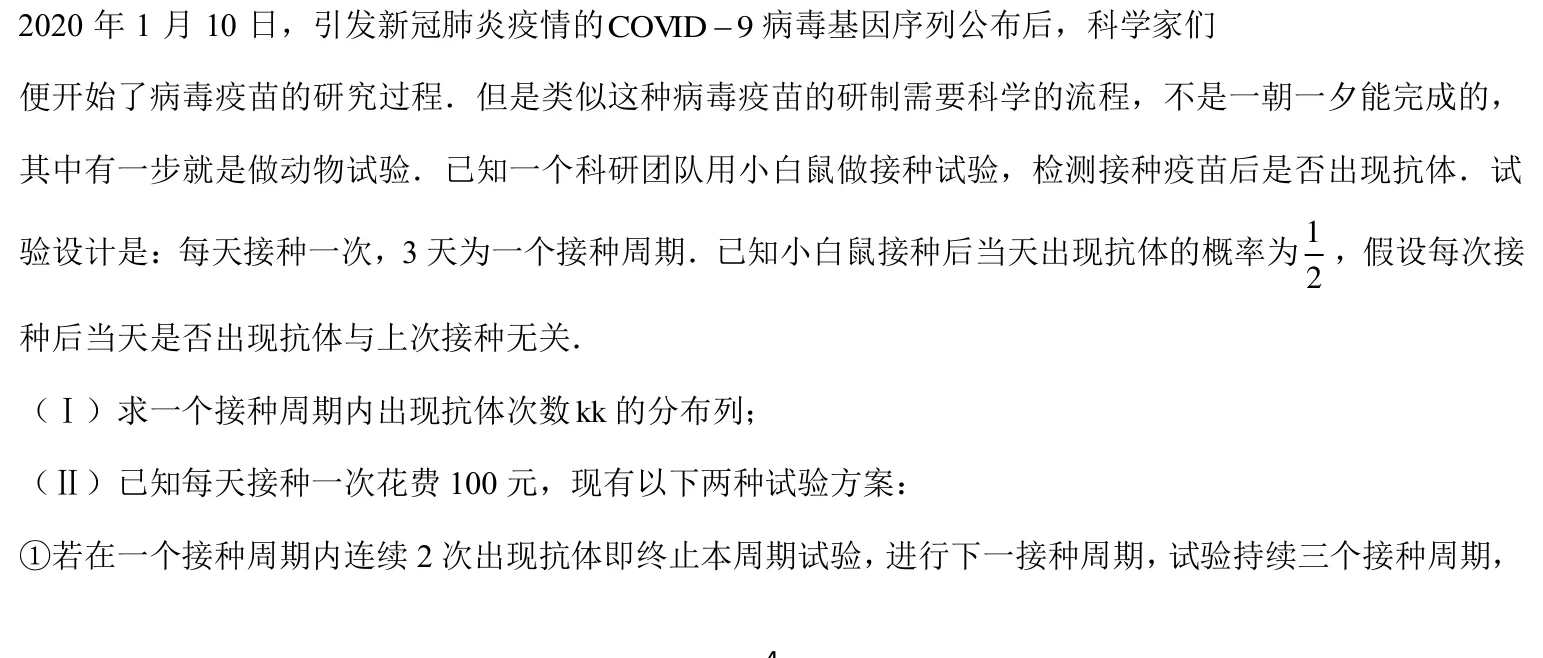 2020 年 1 月 10 日，引发新冠肺炎疫情的COVID－9 病毒基因序列公布后，科学家们
便开始了病毒疫苗的研究过程．但是类似这种病毒疫苗的研制需要科学的流程，不是一朝一夕能完成的，
其中有一步就是做动物试验．已知一个科研团队用小白鼠做接种试验，检测接种疫苗后是否出现抗体．试
验设计是：每天接种一次，3 天为一个接种周期．已知小白鼠接种后当天出现抗体的概率为1/2，假设每次接
种后当天是否出现抗体与上次接种无关．
（Ⅰ）求一个接种周期内出现抗体次数kk 的分布列；
（Ⅱ）已知每天接种一次花费 100 元，现有以下两种试验方案：
①若在一个接种周期内连续 2 次出现抗体即终止本周期试验，进行下一接种周期，试验持续三个接种周期，